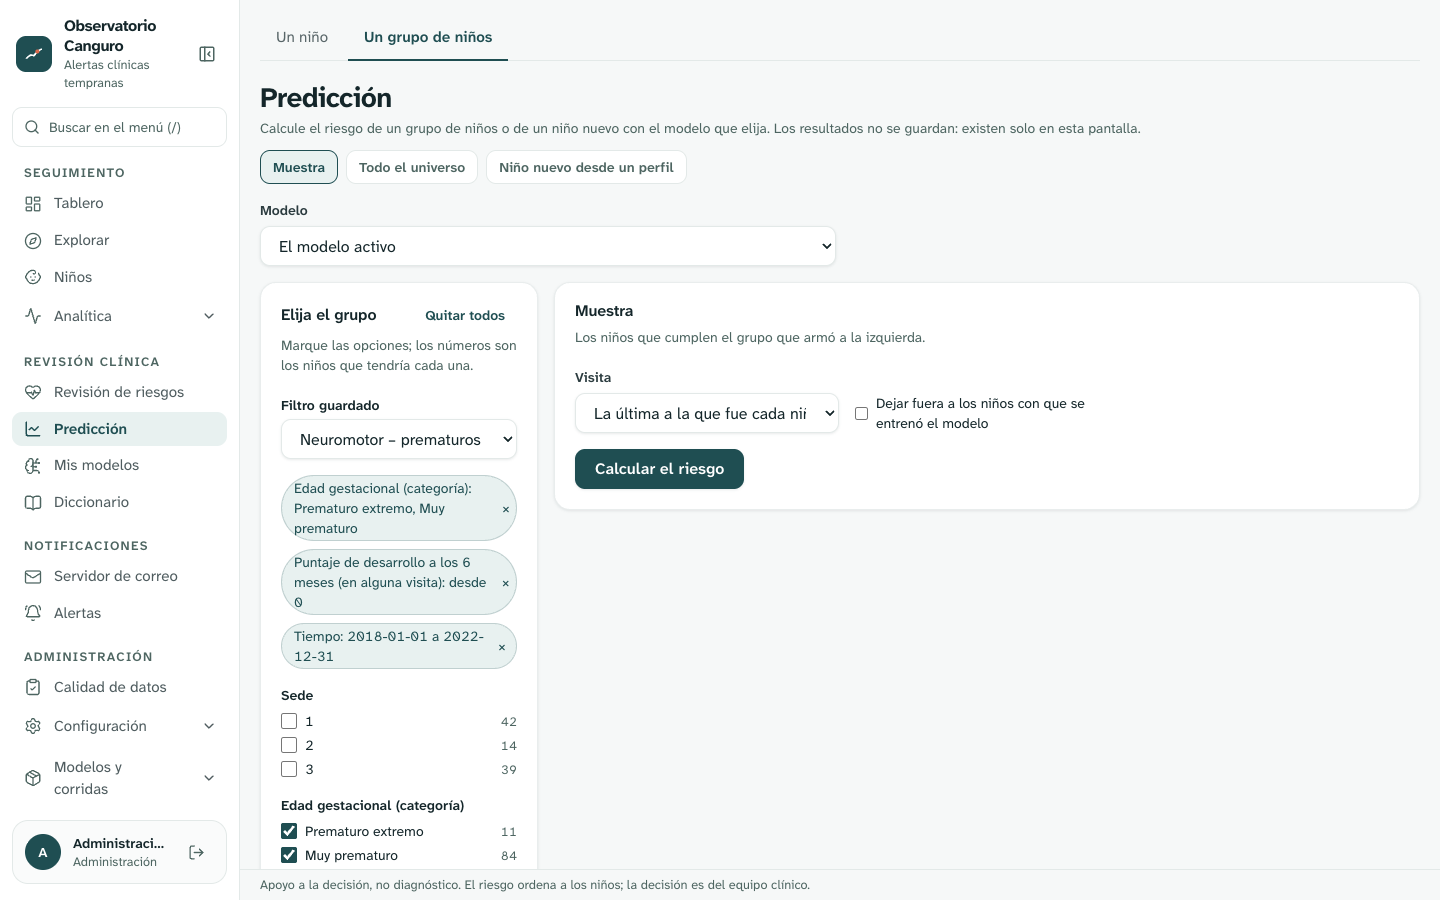 Observatorio
Canguro
Alertas clínicas
tempranas
Buscar en el menú (/)
SEGUIMIENTO
Tablero
Explorar
Niños
Analítica
REVISIÓN CLÍNICA
Revisión de riesgos
Predicción
Mis modelos
Diccionario
NOTIFICACIONES
Servidor de correo
Alertas
ADMINISTRACIÓN
Calidad de datos
Configuración
Modelos y
corridas
A
Administraci...
Administración
Un niño
Un grupo de niños
Predicción
Calcule el riesgo de un grupo de niños o de un niño nuevo con el modelo que elija. Los resultados no se guardan: existen solo en esta pantalla.
Muestra
Todo el universo
Niño nuevo desde un perfil
Modelo
El modelo activo
Elija el grupo
Quitar todos
Marque las opciones; los números son
los niños que tendría cada una.
Filtro guardado
Neuromotor – prematuros
Edad gestacional (categoría):
Prematuro extremo, Muy
prematuro
×
Puntaje de desarrollo a los 6
meses (en alguna visita): desde
0
×
Tiempo: 2018-01-01 a 2022-
12-31
×
Sede
1 42
2 14
3 39
Edad gestacional (categoría)
Prematuro extremo 11
Muy prematuro 84
Muestra
Los niños que cumplen el grupo que armó a la izquierda.
Visita
La última a la que fue cada niñ
Dejar fuera a los niños con que se
entrenó el modelo
Calcular el riesgo
Apoyo a la decisión, no diagnóstico. El riesgo ordena a los niños; la decisión es del equipo clínico.